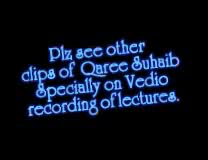 Plz see other
clips of Qaree Suhaib
Specially on Vedio
recording of lectures.